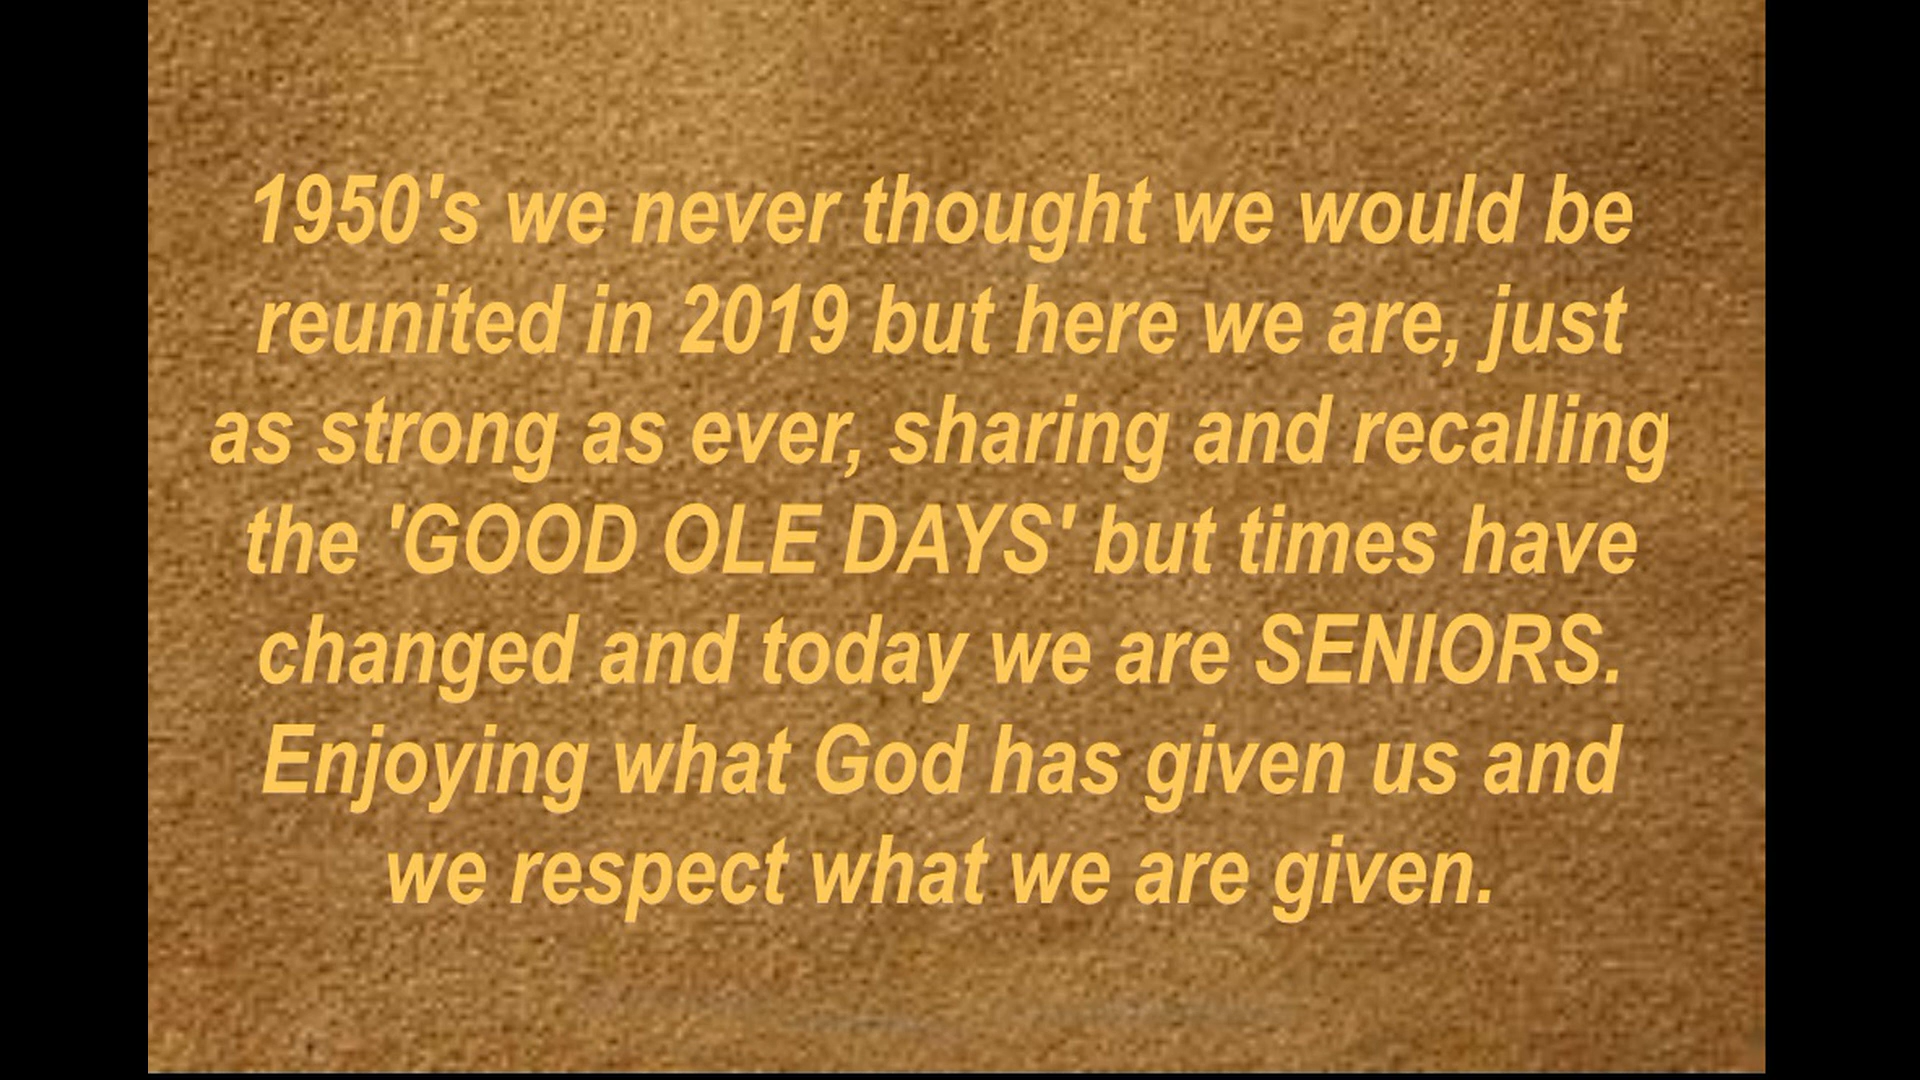 1950's we never thought we would be
reunited in 2019 but here we are, just
as strong as ever, sharing and recalling
the 'GOOD OLE DAYS' but times have
changed and today we are SENIORS.
Enjoying what God has given us and
we respect what we are given.